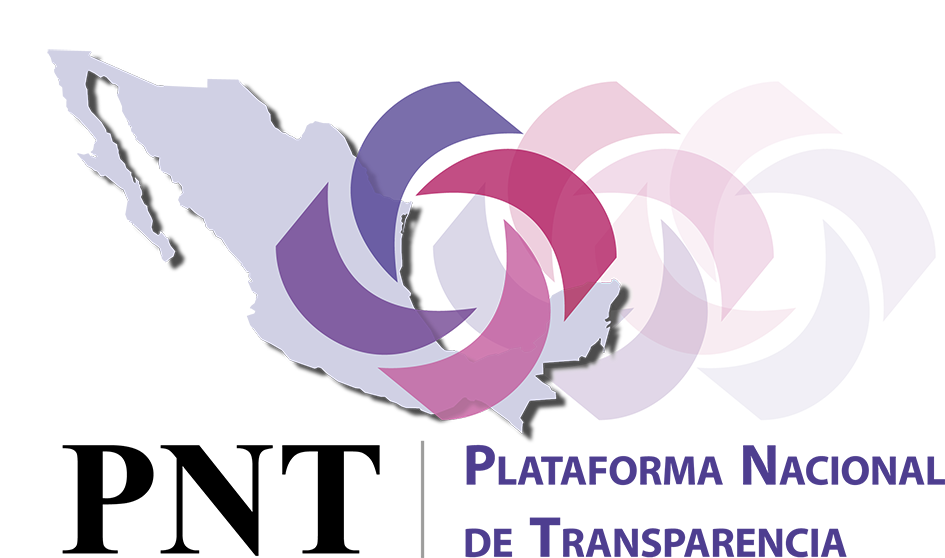 PNT
Plataforma Nacional
de Transparencia